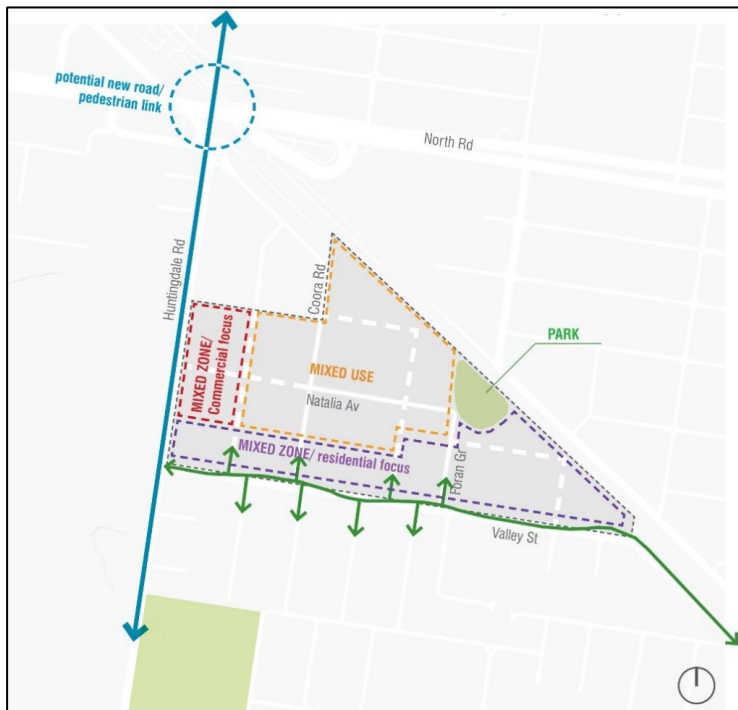 potential new road/
pedestrian link
North Rd
Huntingdale Rd
Coora Rd
PARK
MIXED ZONE/
Commercial focus
MIXED USE
Natalia Av
MIXED ZONE/ residential focus
Foran Gr
Valley St